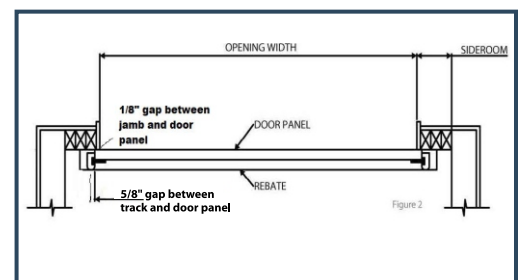 OPENING WIDTH
SIDEROOM
1/8" gap between
jamb and door
panel
DOOR PANEL
REBATE
5/8" gap between
track and door panel
Figure 2